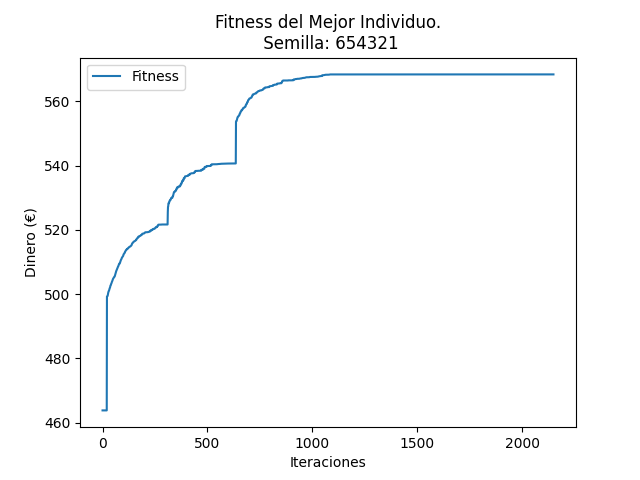 Fitness del Mejor Individuo.
Semilla: 654321
Fitness
560
540
520
500
480
460
Dinero (€)
0
500
1000
1500
2000
Iteraciones